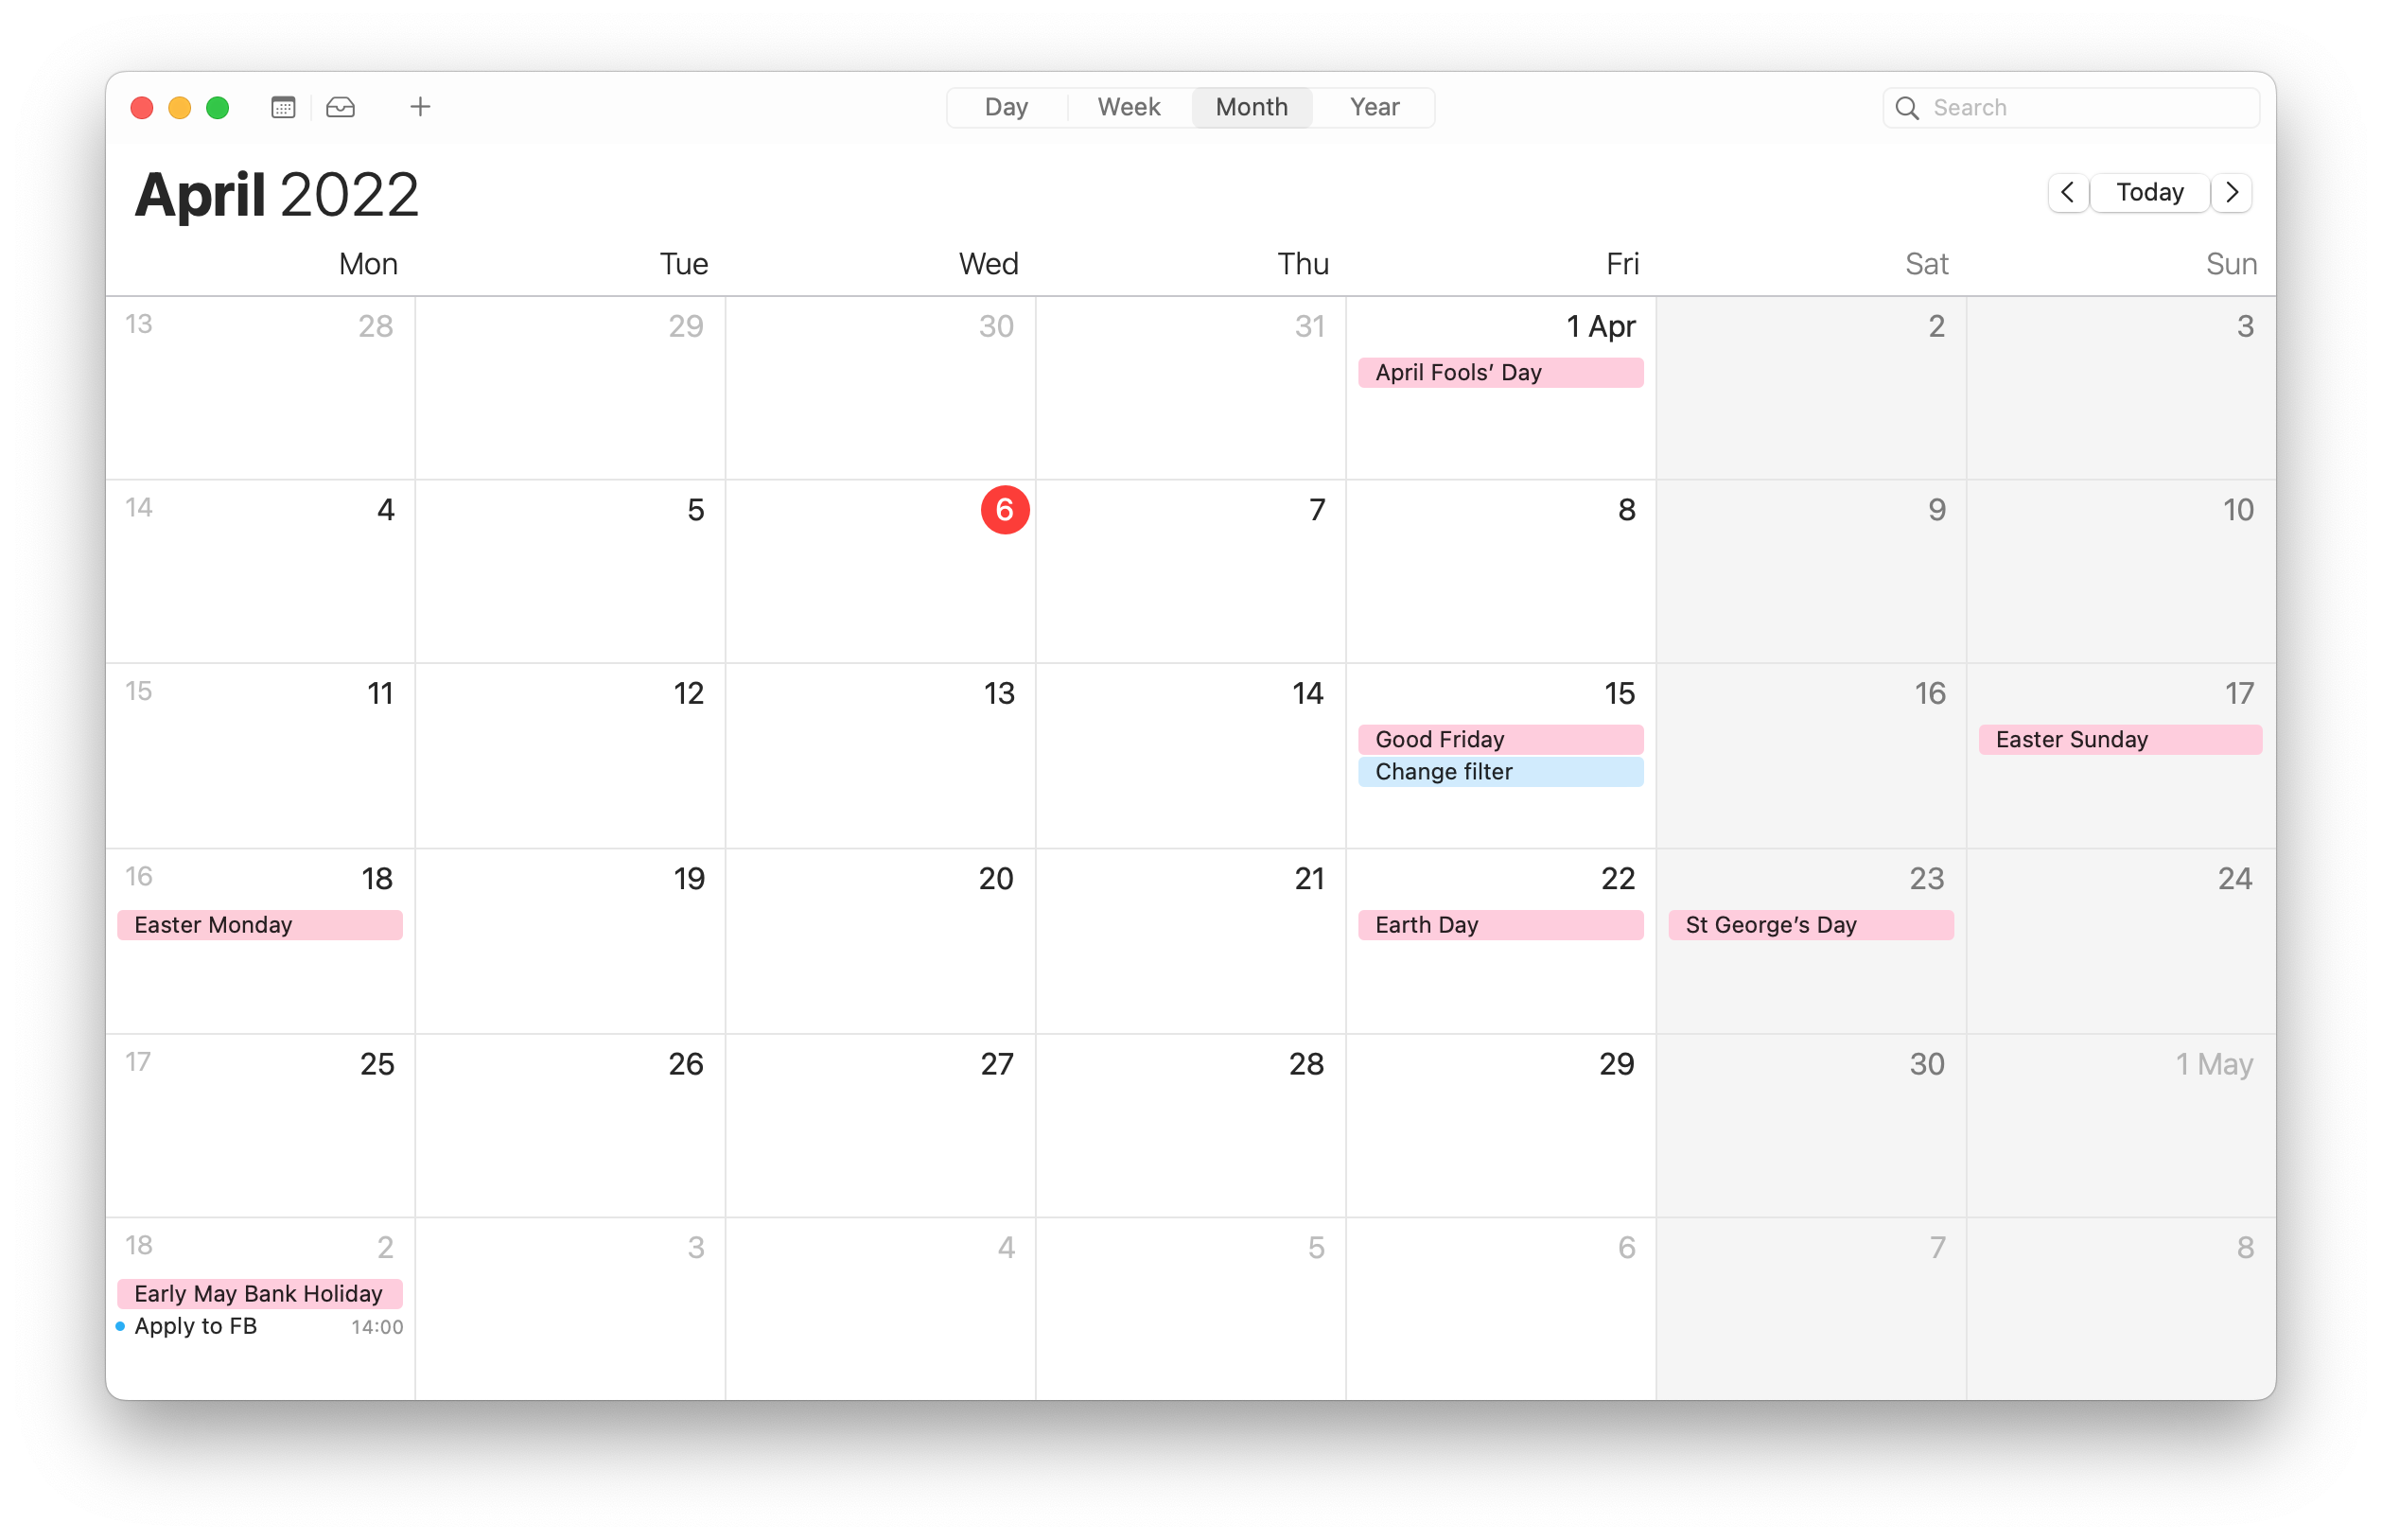 Day Week Month Year Search
April 2022 Today
Mon Tue Wed Thu Fri Sat Sun
13 28 29 30 31 1 Apr 2 3
April Fools’ Day
14 4 5 6 7 8 9 10
15 11 12 13 14 15 16 17
Good Friday Easter Sunday
Change filter
16 18 19 20 21 22 23 24
Easter Monday Earth Day St George’s Day
17 25 26 27 28 29 30 1 May
18 2 3 4 5 6 7 8
Early May Bank Holiday
Apply to FB 14:00